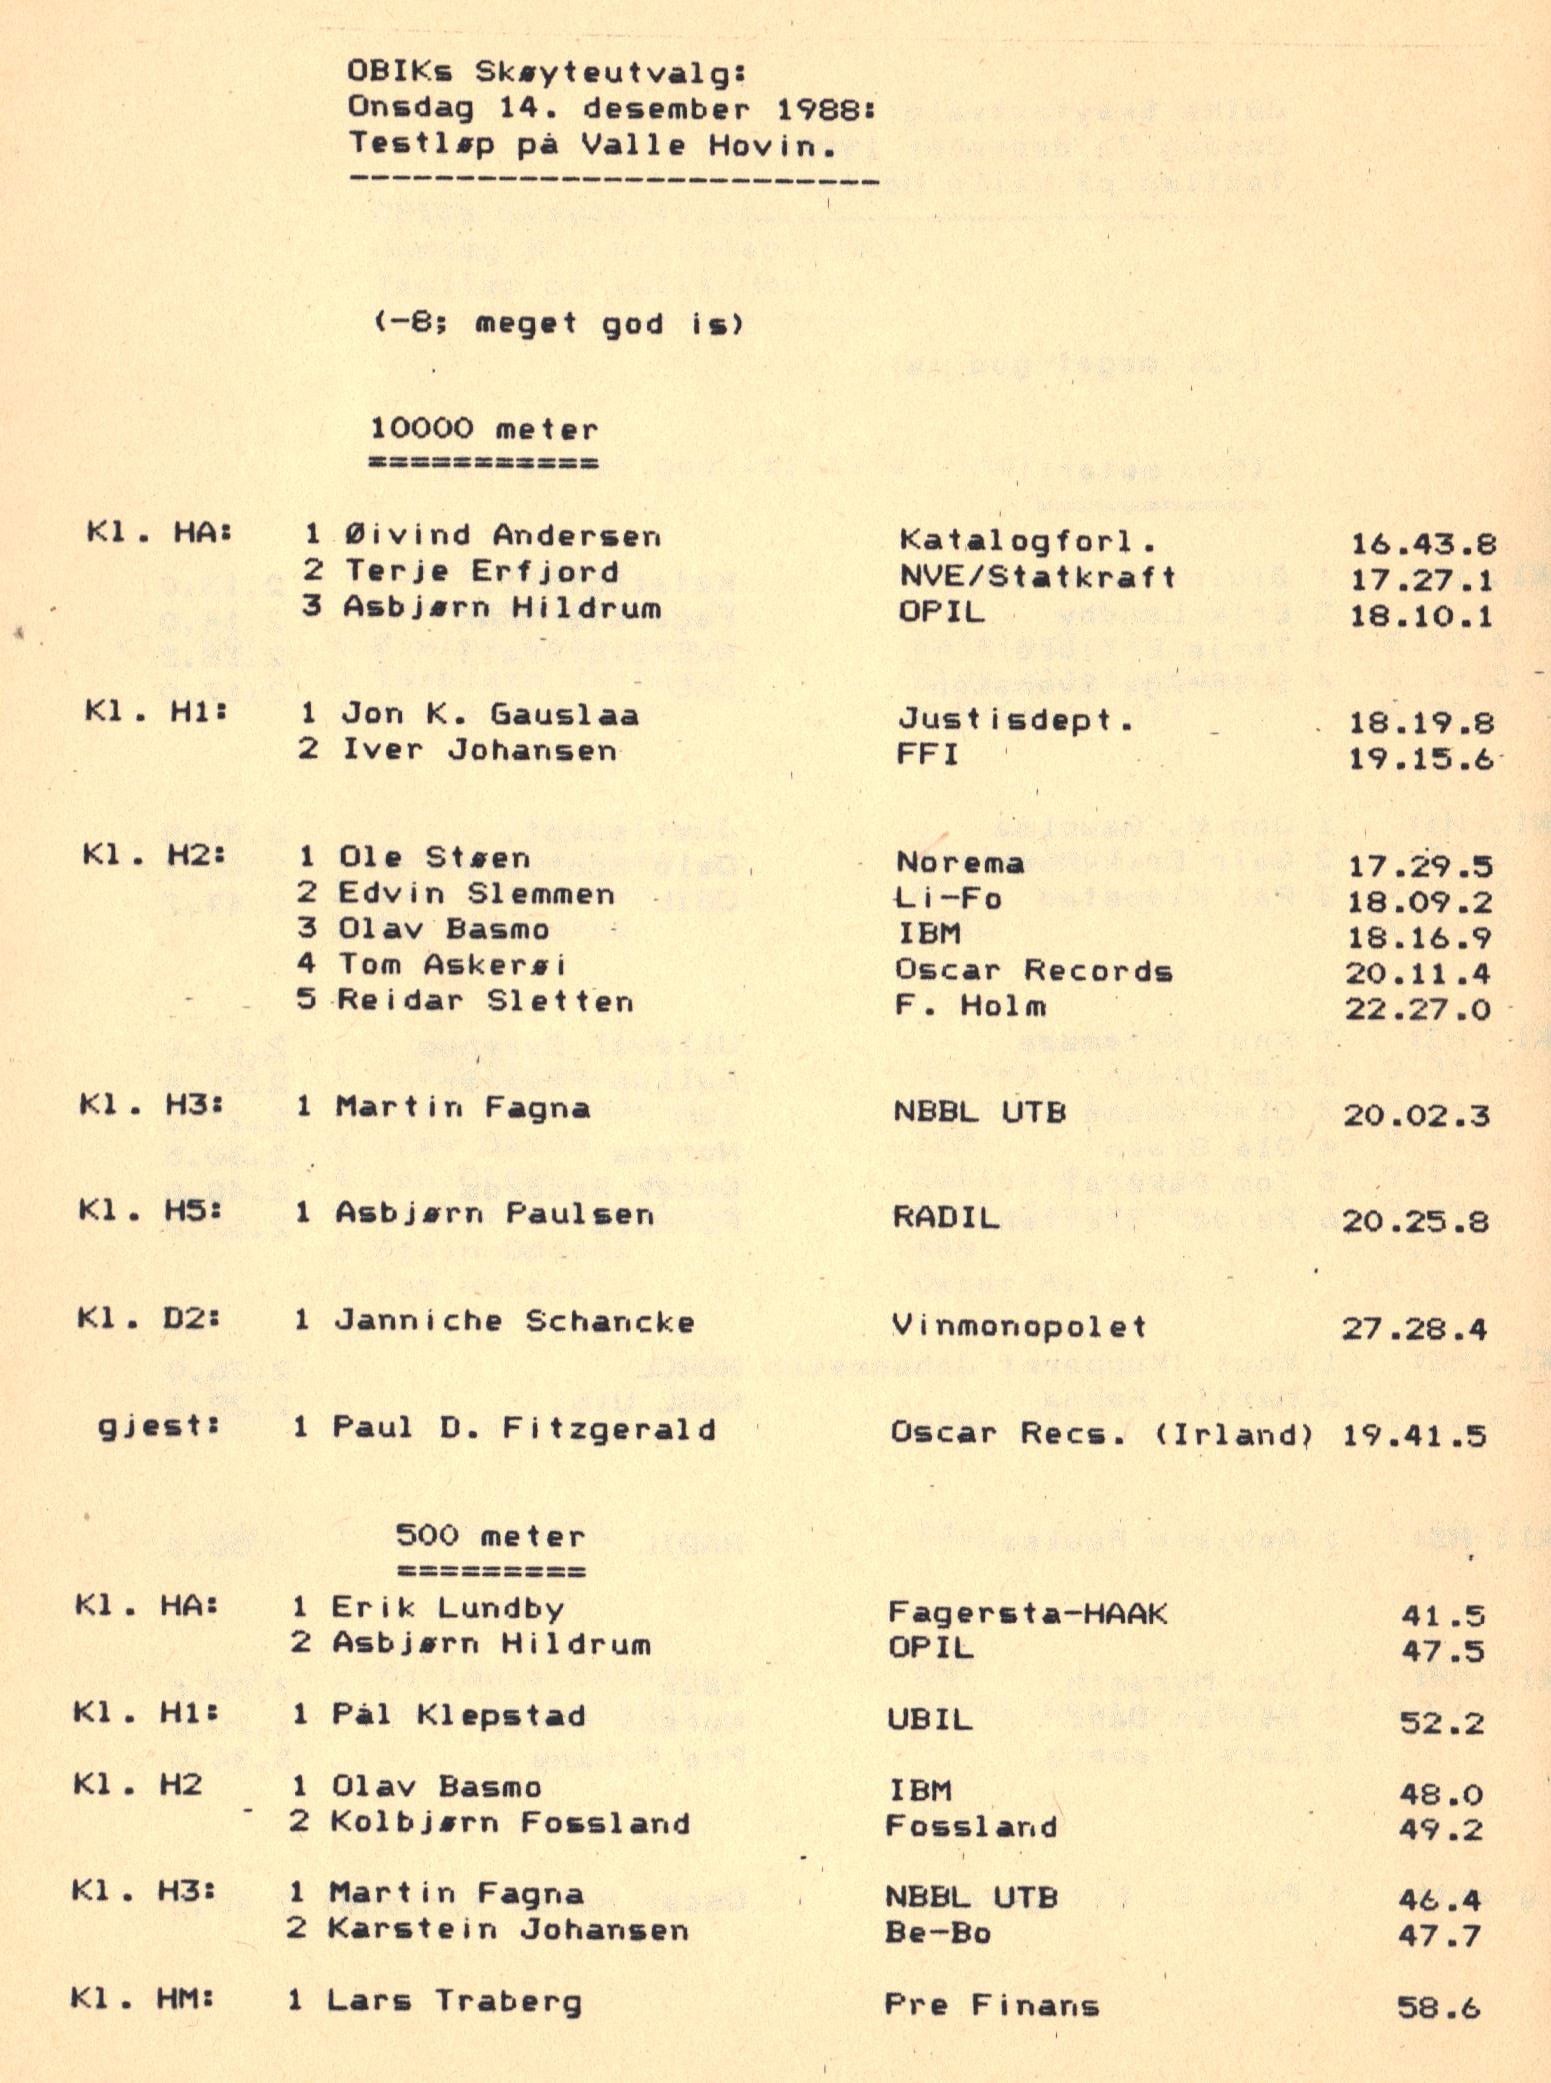 OBIKs Skøyteutvalg:
Onsdag 14. desember 1988:
Testløp på Valle Hovin.
-------------------------
(-8; meget god is)
10000 meter
===========
Kl. HA: 1 Øivind Andersen Katalogforl. 16.43.8
2 Terje Erfjord NVE/Statkraft 17.27.1
3 Asbjørn Hildrum OPIL 18.10.1
Kl. H1: 1 Jon K. Gauslaa Justisdept. 18.19.8
2 Iver Johansen FFI 19.15.6
Kl. H2: 1 Ole Støen Norema 17.29.5
2 Edvin Slemmen Li-Fo 18.09.2
3 Olav Basmo IBM 18.16.9
4 Tom Askerøi Oscar Records 20.11.4
5 Reidar Sletten F. Holm 22.27.0
Kl. H3: 1 Martin Fagna NBBL UTB 20.02.3
Kl. H5: 1 Asbjørn Paulsen RADIL 20.25.8
Kl. D2: 1 Janniche Schancke Vinmonopolet 27.28.4
gjest: 1 Paul D. Fitzgerald Oscar Recs. (Irland) 19.41.5
500 meter
=========
Kl. HA: 1 Erik Lundby Fagersta-HAAK 41.5
2 Asbjørn Hildrum OPIL 47.5
Kl. H1: 1 Pål Klepstad UBIL 52.2
Kl. H2 1 Olav Basmo IBM 48.0
2 Kolbjørn Fossland Fossland 49.2
Kl. H3: 1 Martin Fagna NBBL UTB 46.4
2 Karstein Johansen Be-Bo 47.7
Kl. HM: 1 Lars Traberg Pre Finans 58.6